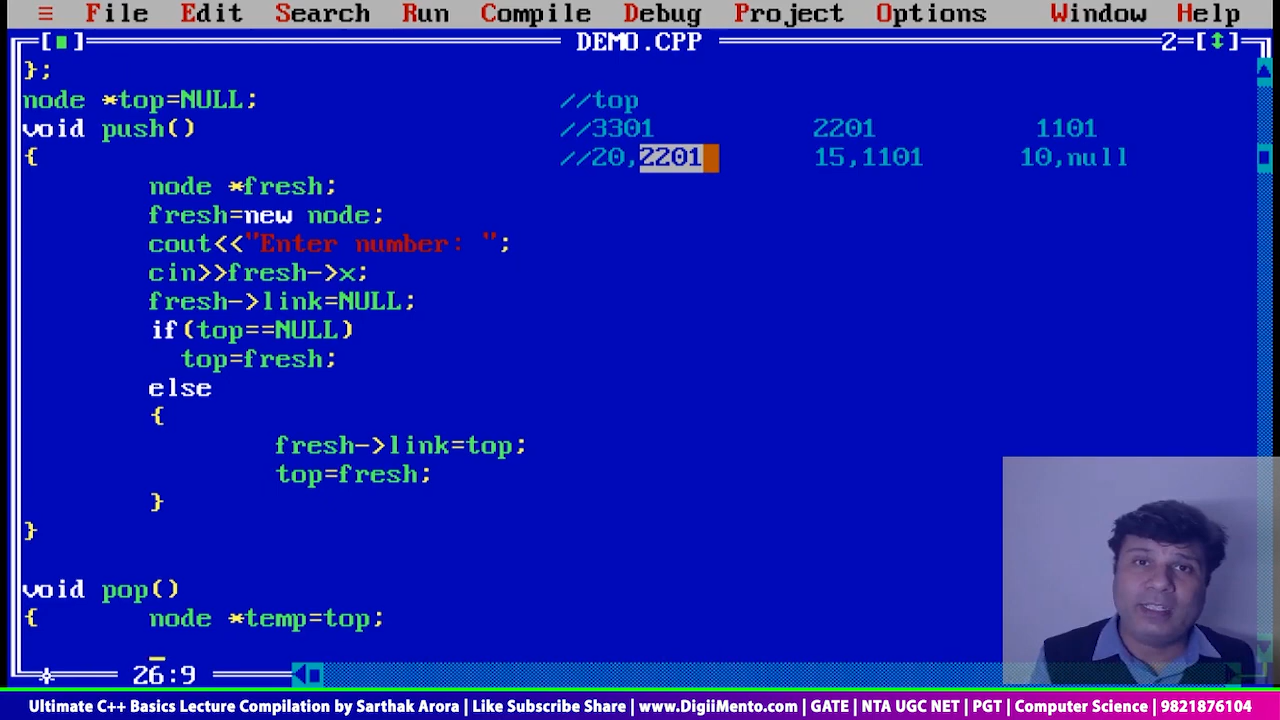 ≡ File Edit Search Run Compile Debug Project Options Window Help
[■] DEMO.CPP 2=[↕]
};
node *top=NULL; //top
void push() //3301 2201 1101
{ //20,2201 15,1101 10,null
node *fresh;
fresh=new node;
cout<<"Enter number: ";
cin>>fresh->x;
fresh->link=NULL;
if(top==NULL)
top=fresh;
else
{
fresh->link=top;
top=fresh;
}
}
void pop()
{ node *temp=top;
26:9
Ultimate C++ Basics Lecture Compilation by Sarthak Arora | Like Subscribe Share | www.DigiiMento.com | GATE | NTA UGC NET | PGT | Computer Science | 9821876104